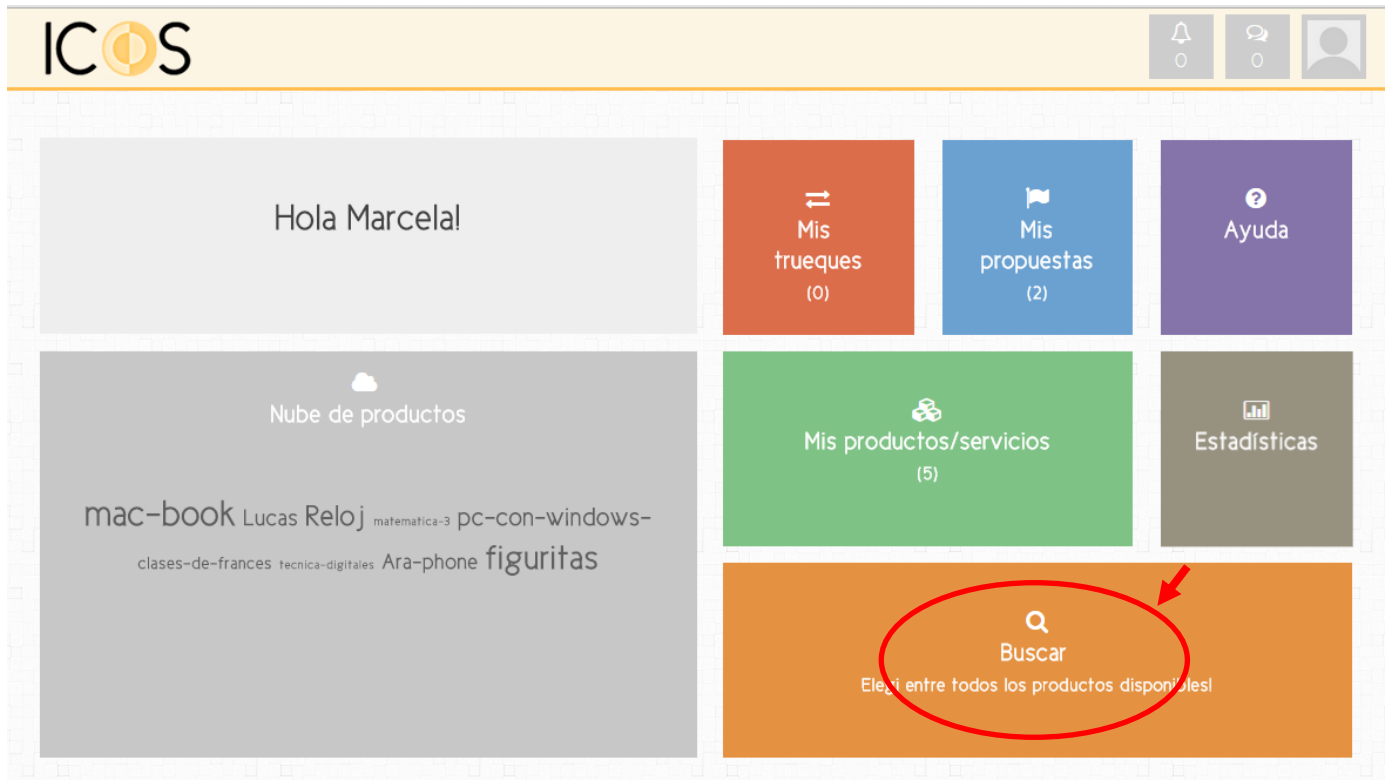 ICOS
0 0
Hola Marcela!
Mis
trueques
(0)
Mis
propuestas
(2)
Ayuda
Nube de productos
mac-book Lucas Reloj matematica-3 pc-con-windows-
clases-de-frances tecnica-digitales Ara-phone figuritas
Mis productos/servicios
(5)
Estadísticas
Buscar
Elegi entre todos los productos disponibles!